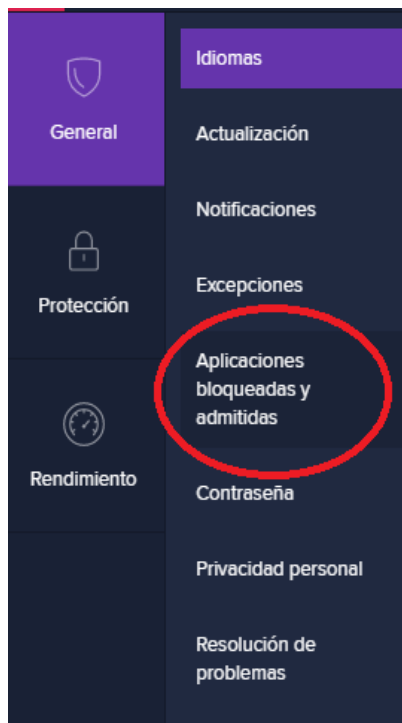 General
Protección
Rendimiento
Idiomas
Actualización
Notificaciones
Excepciones
Aplicaciones
bloqueadas y
admitidas
Contraseña
Privacidad personal
Resolución de
problemas